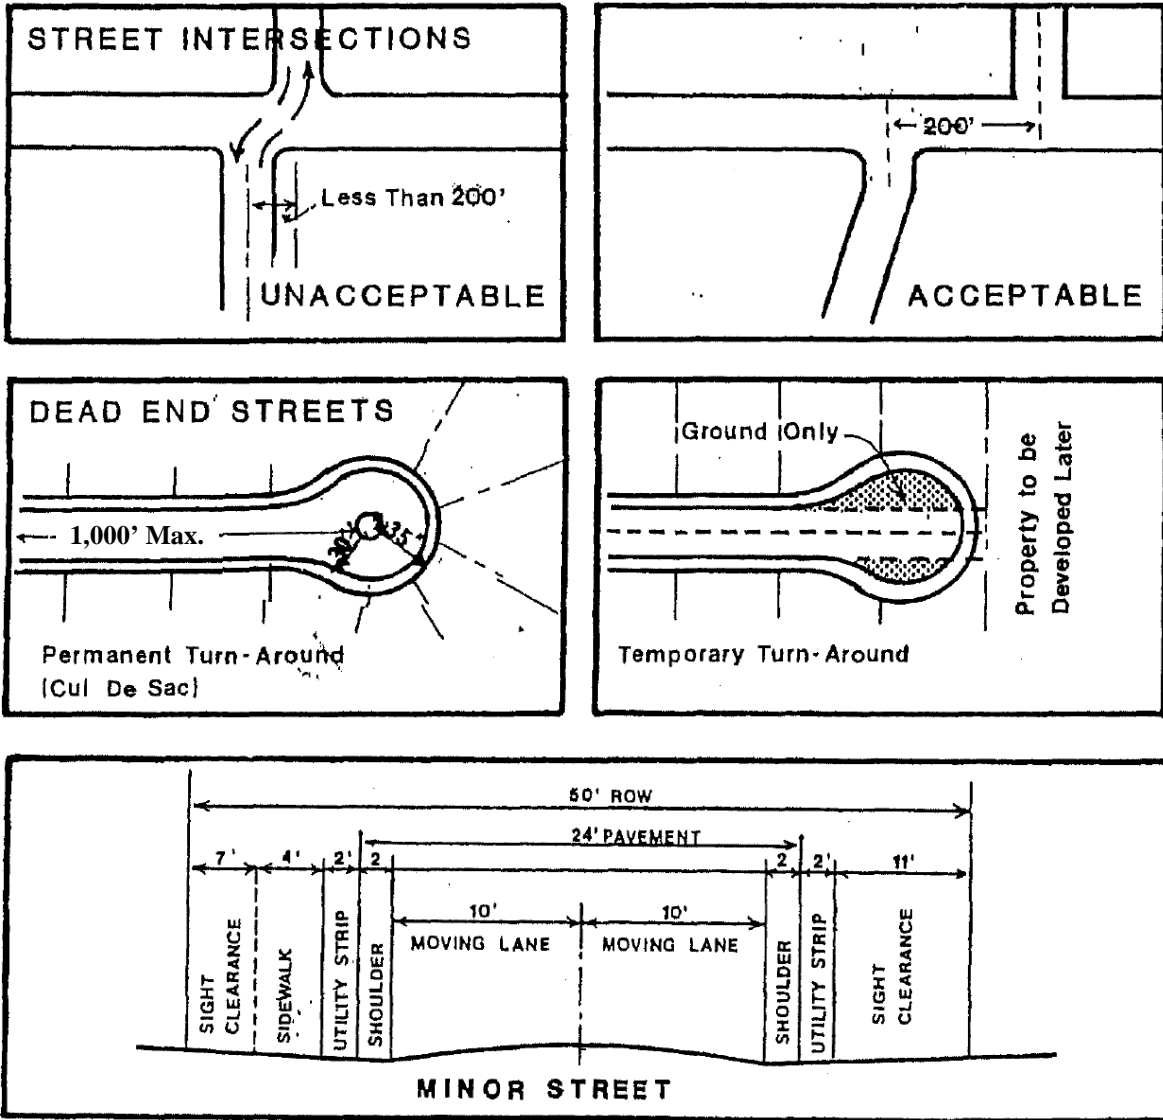 STREET INTERSECTIONS
Less Than 200'
UNACCEPTABLE
200'
ACCEPTABLE
DEAD END STREETS
1,000' Max.
35'
Permanent Turn-Around
(Cul De Sac)
Ground Only
Property to be
Developed Later
Temporary Turn-Around
50' ROW
24' PAVEMENT
7' 4' 2' 2 2 2' 11'
10' 10'
MOVING LANE MOVING LANE
SIGHT
CLEARANCE
SIDEWALK
UTILITY STRIP
SHOULDER
SHOULDER
UTILITY STRIP
SIGHT
CLEARANCE
MINOR STREET